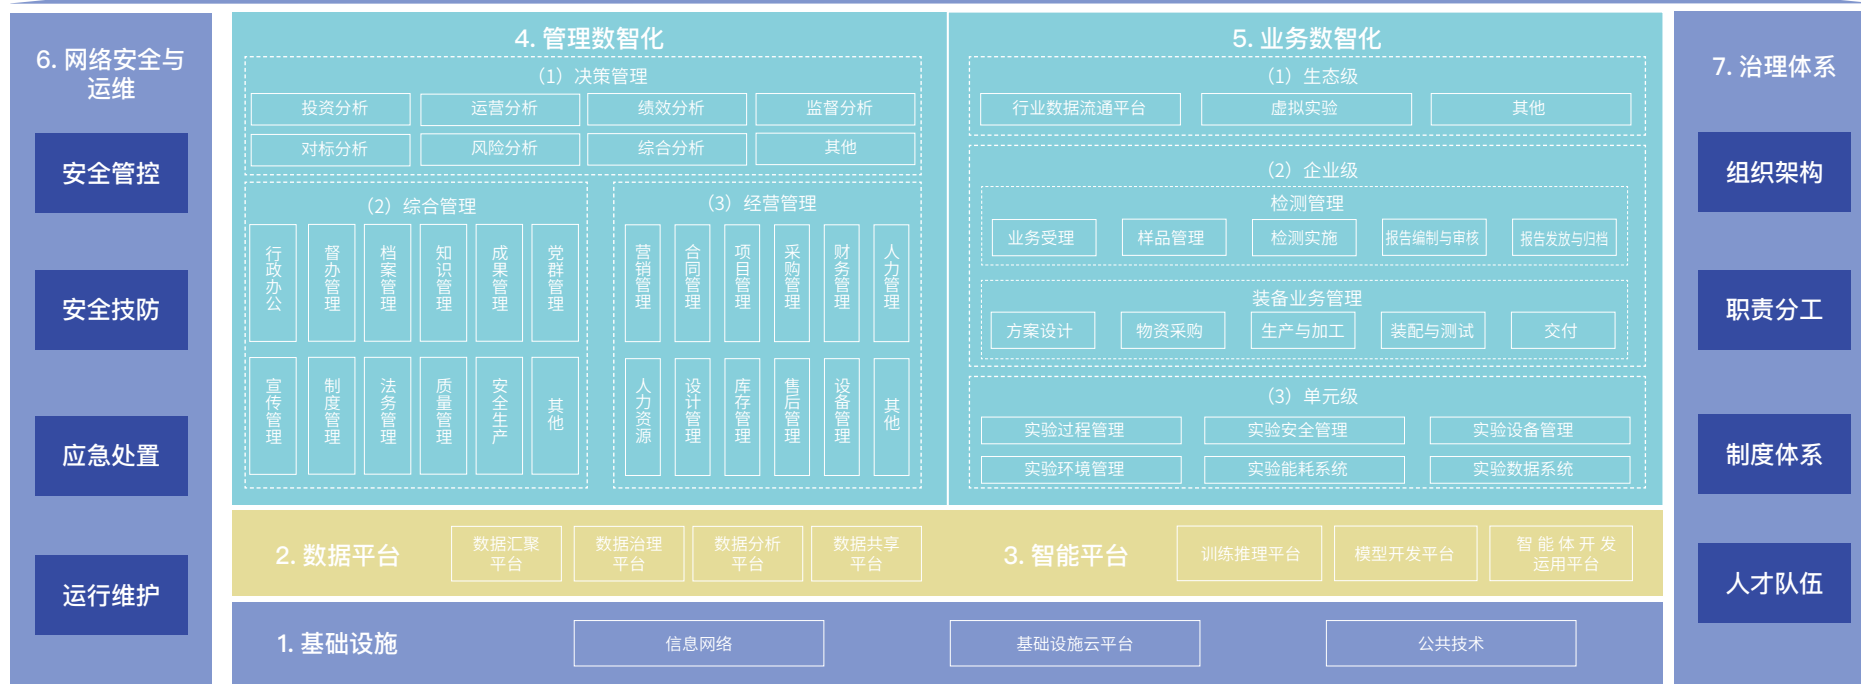 6. 网络安全与
运维
安全管控
安全技防
应急处置
运行维护
4. 管理数智化
（1）决策管理
投资分析
运营分析
绩效分析
监督分析
对标分析
风险分析
综合分析
其他
（2）综合管理
行政办公
督办管理
档案管理
知识管理
成果管理
党群管理
宣传管理
制度管理
法务管理
质量管理
安全生产
其他
（3）经营管理
营销管理
合同管理
项目管理
采购管理
财务管理
人力管理
人力资源
设计管理
库存管理
售后管理
设备管理
其他
5. 业务数智化
（1）生态级
行业数据流通平台
虚拟实验
其他
（2）企业级
检测管理
业务受理
样品管理
检测实施
报告编制与审核
报告发放与归档
装备业务管理
方案设计
物资采购
生产与加工
装配与测试
交付
（3）单元级
实验过程管理
实验安全管理
实验设备管理
实验环境管理
实验能耗系统
实验数据系统
2. 数据平台
数据汇聚
平台
数据治理
平台
数据分析
平台
数据共享
平台
3. 智能平台
训练推理平台
模型开发平台
智能体开发
运用平台
1. 基础设施
信息网络
基础设施云平台
公共技术
7. 治理体系
组织架构
职责分工
制度体系
人才队伍